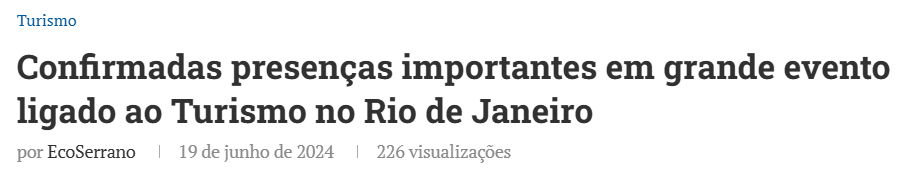 Turismo
Confirmadas presenças importantes em grande evento
ligado ao Turismo no Rio de Janeiro
por EcoSerrano | 19 de junho de 2024 | 226 visualizações